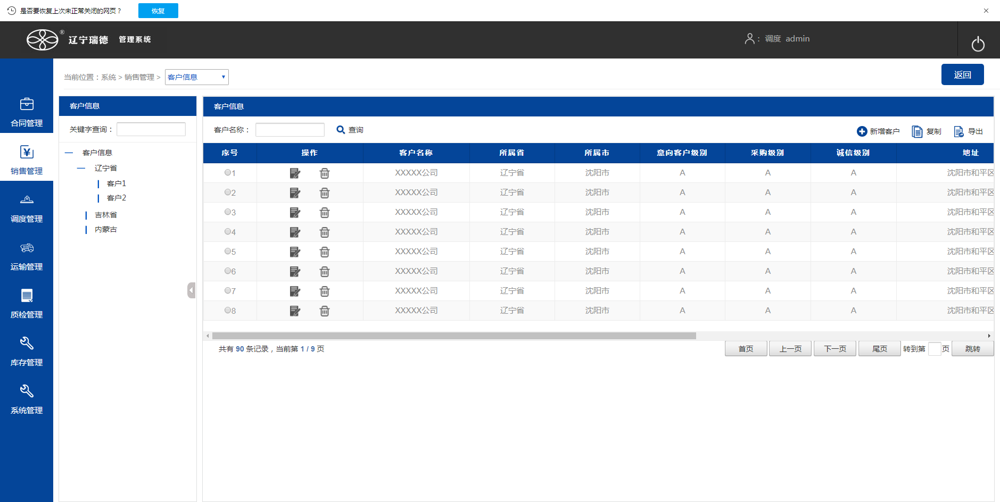 是否要恢复上次未正常关闭的网页？ 恢复
® 辽宁瑞德 管理系统 ： 调度 admin
当前位置：系统 > 销售管理 > 客户信息 返回
合同管理
销售管理
调度管理
运输管理
质检管理
库存管理
系统管理
客户信息
关键字查询：
客户信息
辽宁省
客户1
客户2
吉林省
内蒙古
客户信息
客户名称： 查询 新增客户 复制 导出
序号 操作 客户名称 所属省 所属市 意向客户级别 采购级别 诚信级别 地址
1 XXXXX公司 辽宁省 沈阳市 A A A 沈阳市和平区
2 XXXXX公司 辽宁省 沈阳市 A A A 沈阳市和平区
3 XXXXX公司 辽宁省 沈阳市 A A A 沈阳市和平区
4 XXXXX公司 辽宁省 沈阳市 A A A 沈阳市和平区
5 XXXXX公司 辽宁省 沈阳市 A A A 沈阳市和平区
6 XXXXX公司 辽宁省 沈阳市 A A A 沈阳市和平区
7 XXXXX公司 辽宁省 沈阳市 A A A 沈阳市和平区
8 XXXXX公司 辽宁省 沈阳市 A A A 沈阳市和平区
共有 90 条记录，当前第 1 / 9 页 首页 上一页 下一页 尾页 转到第 页 跳转